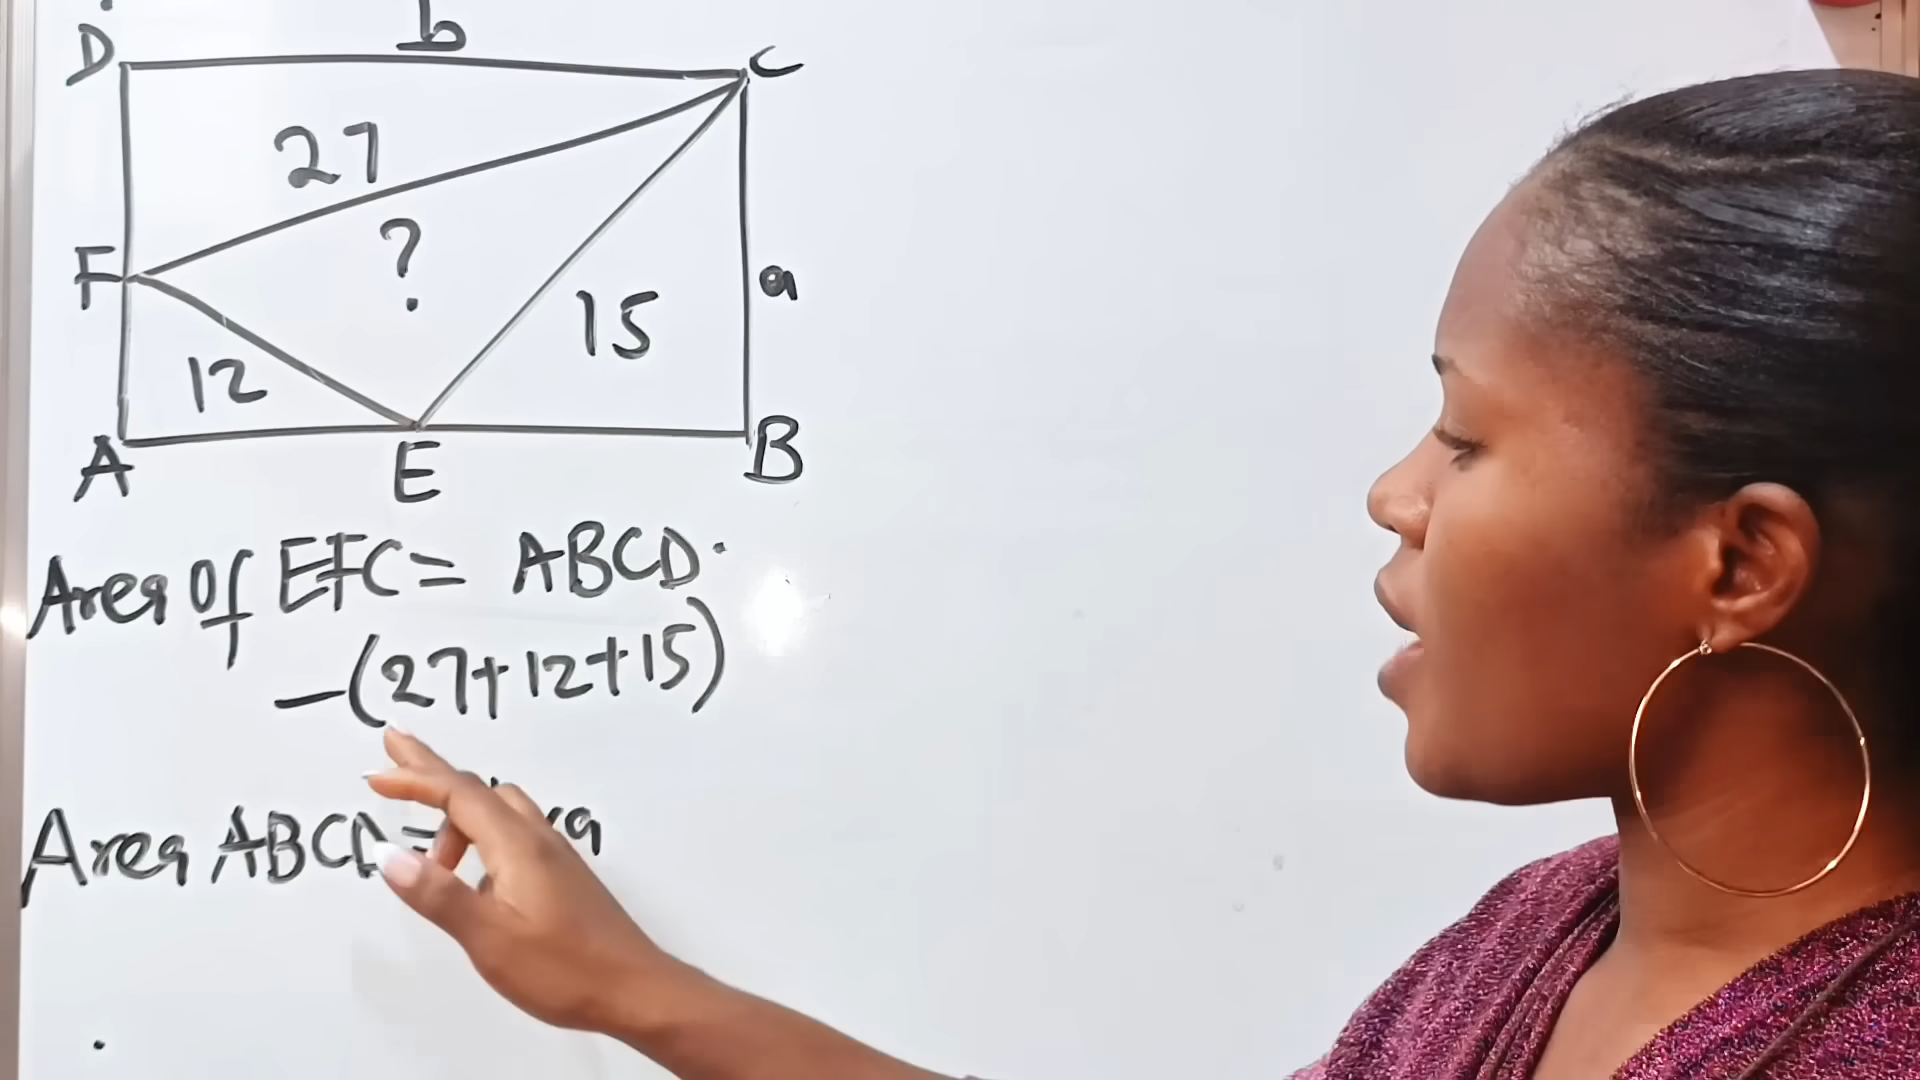 b
D C
27
?
F a
15
12
A E B
Area of EFC = ABCD
-(27+12+15)
Area ABCD =